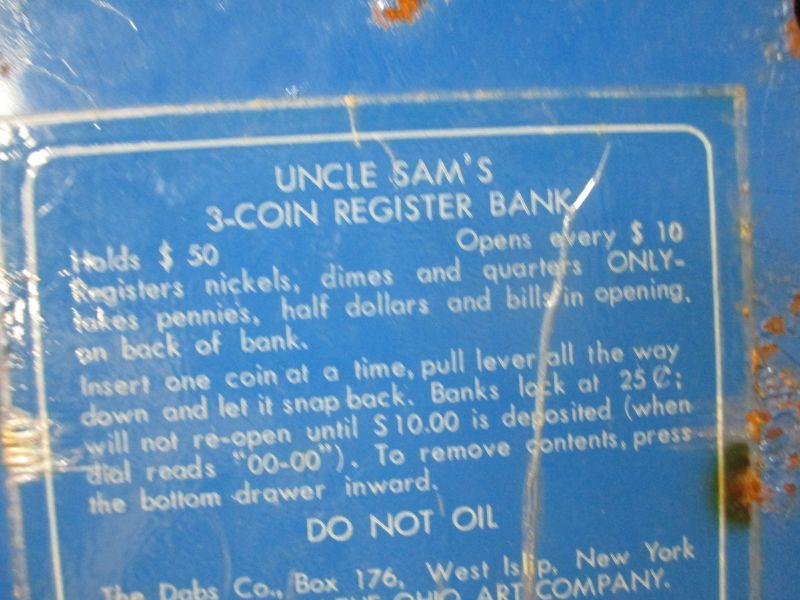 UNCLE SAM'S
3-COIN REGISTER BANK
Holds $ 50 Opens every $ 10
Registers nickels, dimes and quarters ONLY-
takes pennies, half dollars and bills in opening,
on back of bank.
Insert one coin at a time, pull lever all the way
down and let it snap back. Banks lock at 25 ¢;
will not re-open until $10.00 is deposited (when
dial reads "00-00"). To remove contents, press
the bottom drawer inward.
DO NOT OIL
The Dabs Co., Box 176, West Islip, New York
THE OHIO ART COMPANY.